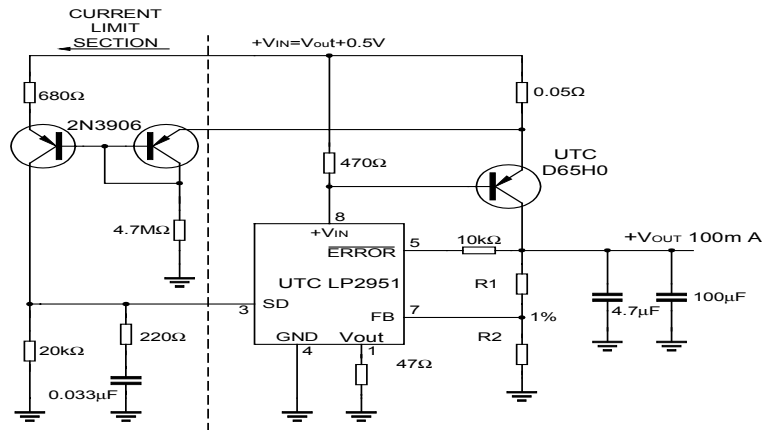 CURRENT
LIMIT
SECTION
+VIN=Vout+0.5V
680Ω
0.05Ω
2N3906
UTC
D65H0
470Ω
4.7MΩ
8
+VIN
ERROR
5
10kΩ
+VOUT 100m A
UTC LP2951
R1
3
SD
4.7µF
100µF
FB
7
1%
220Ω
20kΩ
GND
Vout
R2
4
1
47Ω
0.033µF